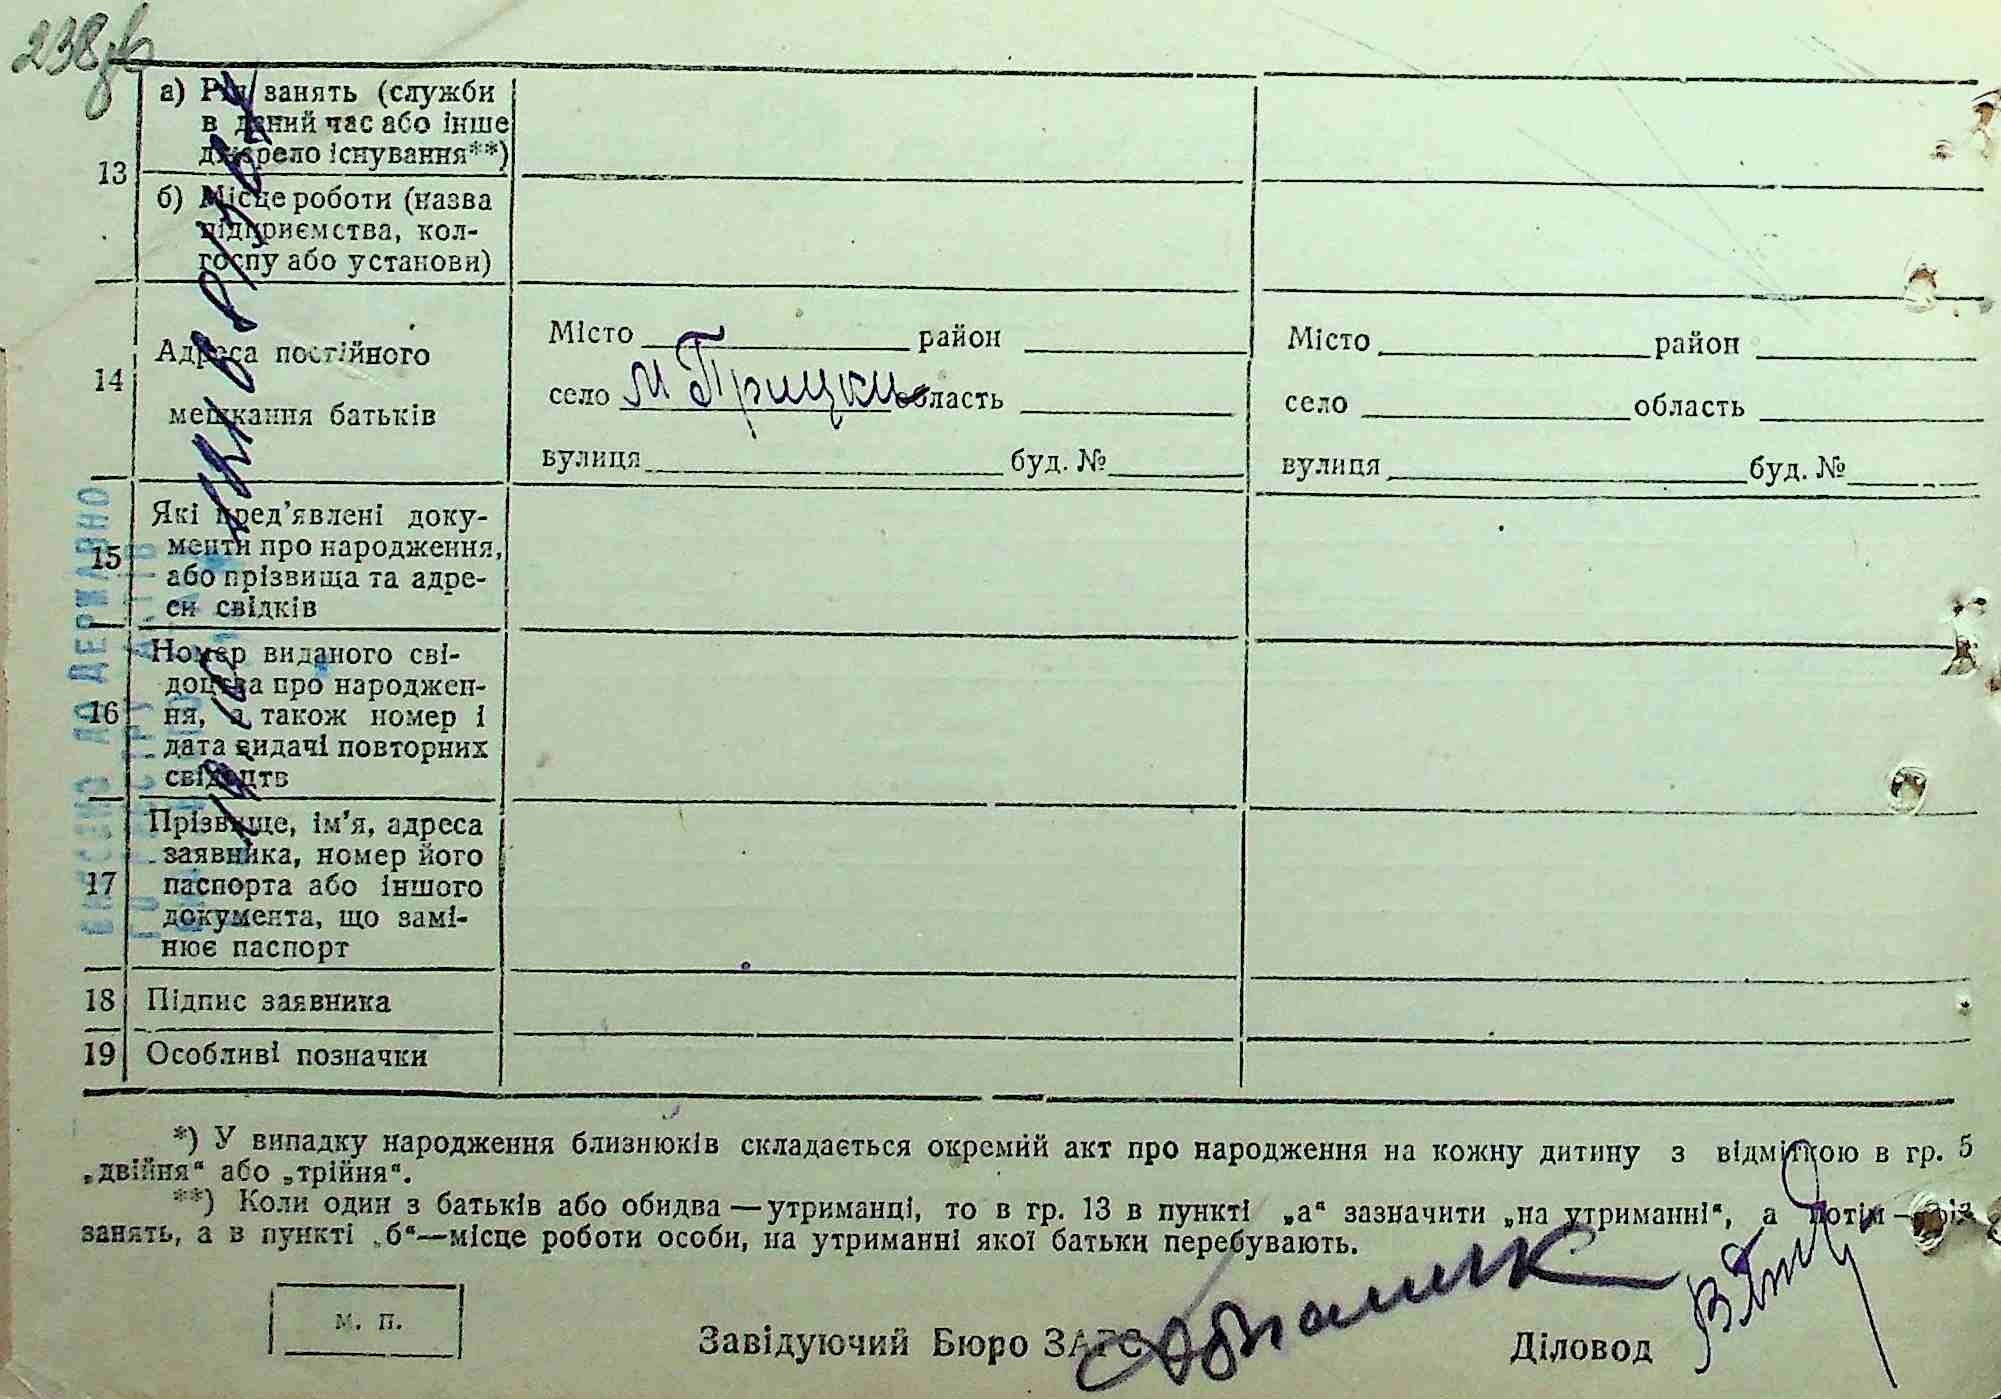 238
13
а) Рід занять (служби
в даний час або інше
джерело існування**)
б) Місце роботи (назва
підприємства, кол-
госпу або установи)
14
Адреса постійного
мешкання батьків
Місто район
село м Прицки область
вулиця буд. №
Місто район
село область
вулиця буд. №
15
Які пред'явлені доку-
менти про народження,
або прізвища та адре-
си свідків
16
Номер виданого сві-
доцтва про народжен-
ня, а також номер і
дата видачі повторних
свідоцтв
17
Прізвище, ім'я, адреса
заявника, номер його
паспорта або іншого
документа, що замі-
нює паспорт
18 Підпис заявника
19 Особливі позначки
ВНЕСЕНО ДО ДЕРЖАВНО
ГО РЕЄСТРУ АКТІВ
*) У випадку народження близнюків складається окремий акт про народження на кожну дитину з відміткою в гр. 5
„двійня“ або „трійня“.
**) Коли один з батьків або обидва — утриманці, то в гр. 13 в пункті „а“ зазначити „на утриманні“, а потім — рід
занять, а в пункті „б“—місце роботи особи, на утриманні якої батьки перебувають.
м. п.
Завідуючий Бюро ЗАГС
Діловод